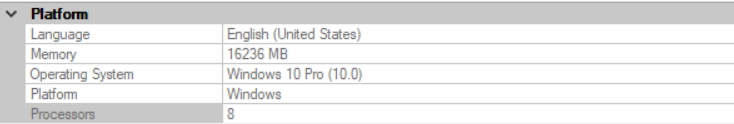 Platform
Language English (United States)
Memory 16236 MB
Operating System Windows 10 Pro (10.0)
Platform Windows
Processors 8